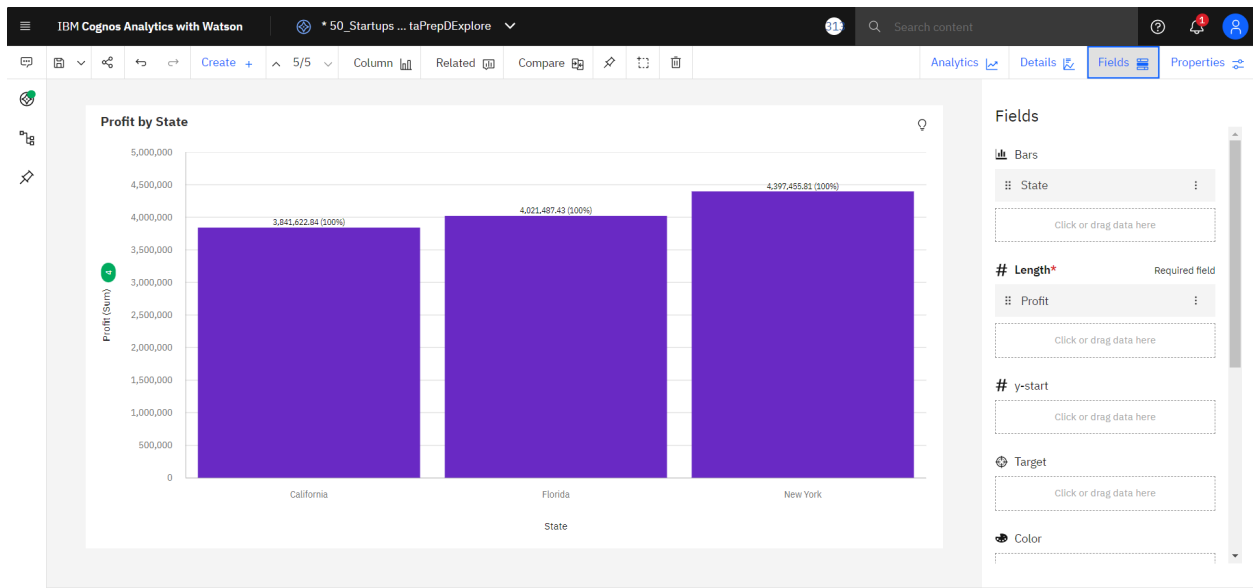 IBM Cognos Analytics with Watson
* 50_Startups ... taPrepDExplore
Search content
1
Create +
5/5
Column
Related
Compare
Analytics
Details
Fields
Properties
Profit by State
5,000,000
4,500,000
4,000,000
3,500,000
3,000,000
2,500,000
2,000,000
1,500,000
1,000,000
500,000
0
Profit (Sum)
3,841,622.84 (100%)
4,021,487.43 (100%)
4,397,455.81 (100%)
California
Florida
New York
State
Fields
Bars
State
Click or drag data here
# Length* Required field
Profit
Click or drag data here
# y-start
Click or drag data here
Target
Click or drag data here
Color